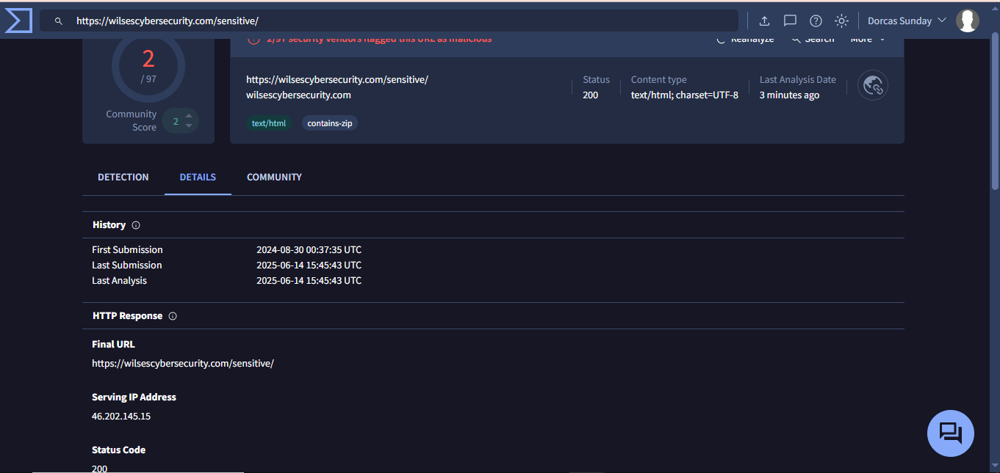 https://wilsescybersecurity.com/sensitive/
Dorcas Sunday
2
/ 97
Community
Score
2
2/97 security vendors flagged this URL as malicious
Reanalyze
Search
More
https://wilsescybersecurity.com/sensitive/
wilsescybersecurity.com
Status
200
Content type
text/html; charset=UTF-8
Last Analysis Date
3 minutes ago
text/html
contains-zip
DETECTION
DETAILS
COMMUNITY
History
First Submission 2024-08-30 00:37:35 UTC
Last Submission 2025-06-14 15:45:43 UTC
Last Analysis 2025-06-14 15:45:43 UTC
HTTP Response
Final URL
https://wilsescybersecurity.com/sensitive/
Serving IP Address
46.202.145.15
Status Code
200